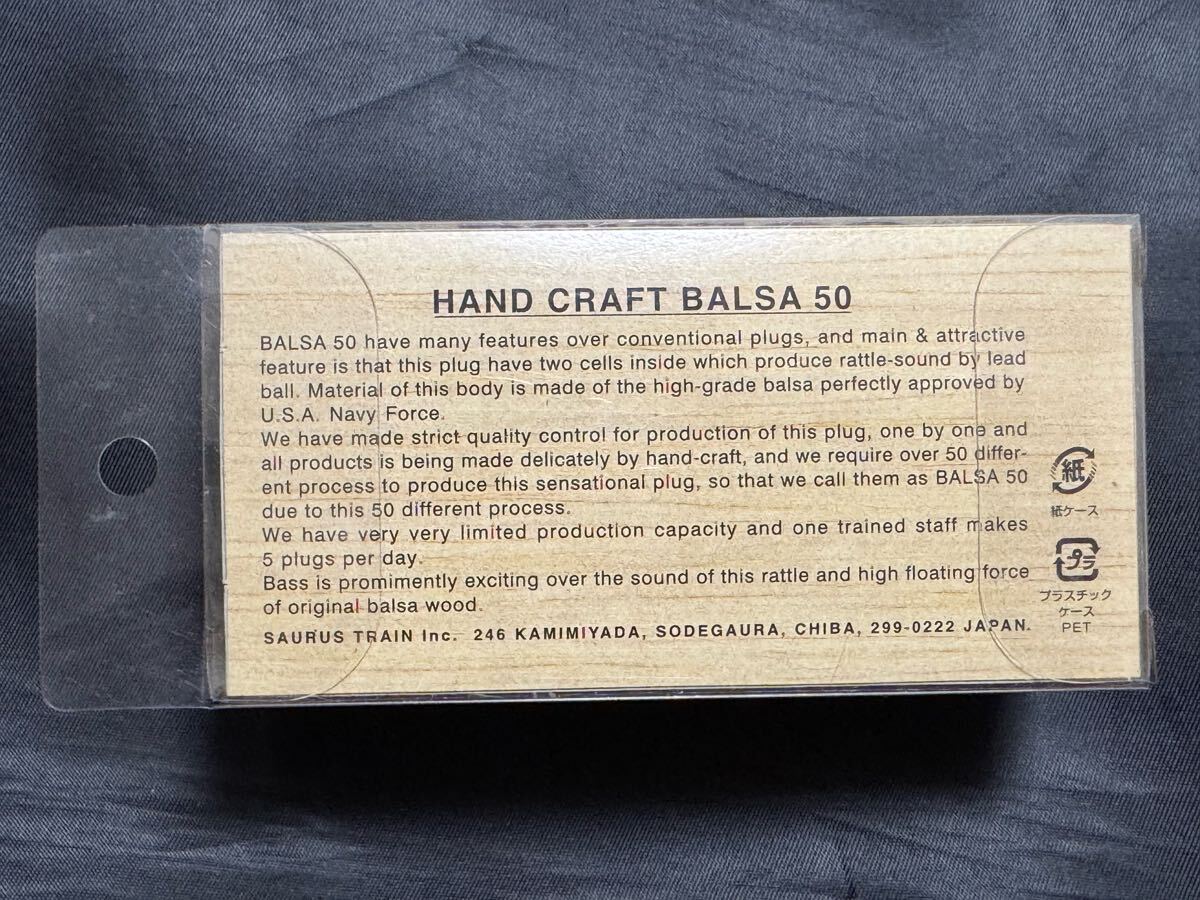 HAND CRAFT BALSA 50
BALSA 50 have many features over conventional plugs, and main & attractive
feature is that this plug have two cells inside which produce rattle-sound by lead
ball. Material of this body is made of the high-grade balsa perfectly approved by
U.S.A. Navy Force.
We have made strict quality control for production of this plug, one by one and
all products is being made delicately by hand-craft, and we require over 50 differ-
ent process to produce this sensational plug, so that we call them as BALSA 50
due to this 50 different process.
We have very very limited production capacity and one trained staff makes
5 plugs per day.
Bass is promimently exciting over the sound of this rattle and high floating force
of original balsa wood.
SAURUS TRAIN Inc. 246 KAMIMIYADA, SODEGAURA, CHIBA, 299-0222 JAPAN.
紙
紙ケース
プラ
プラスチック
ケース
PET